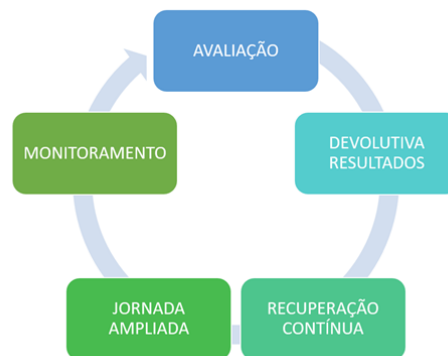 AVALIAÇÃO
DEVOLUTIVA
RESULTADOS
RECUPERAÇÃO
CONTÍNUA
JORNADA
AMPLIADA
MONITORAMENTO